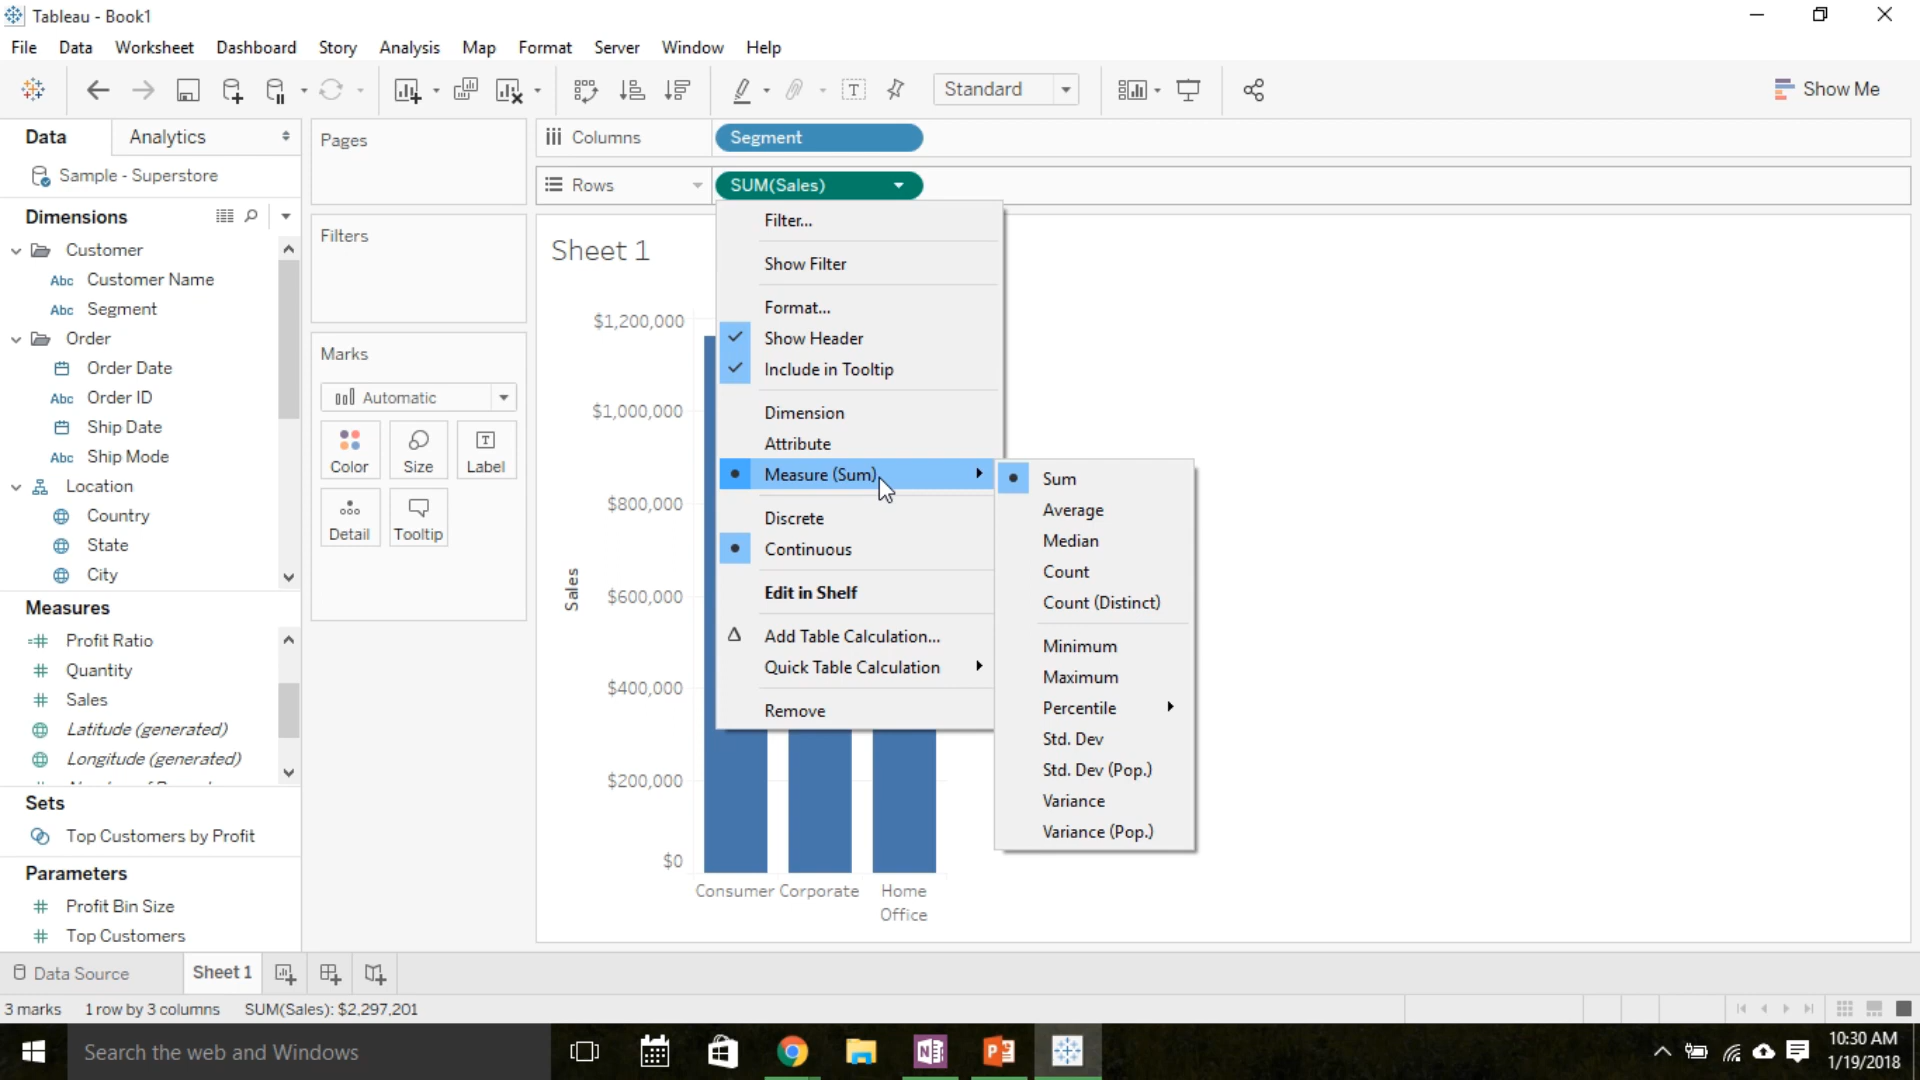 Tableau - Book1
File Data Worksheet Dashboard Story Analysis Map Format Server Window Help
Standard
Show Me
Data Analytics
Sample - Superstore
Dimensions
Customer
Abc Customer Name
Abc Segment
Order
Order Date
Abc Order ID
Ship Date
Abc Ship Mode
Location
Country
State
City
Measures
Profit Ratio
Quantity
Sales
Latitude (generated)
Longitude (generated)
Sets
Top Customers by Profit
Parameters
Profit Bin Size
Top Customers
Pages
Filters
Marks
Automatic
Color Size Label
Detail Tooltip
Columns Segment
Rows SUM(Sales)
Sheet 1
Sales
$1,200,000
$1,000,000
$800,000
$600,000
$400,000
$200,000
$0
Consumer Corporate Home
Office
Filter...
Show Filter
Format...
Show Header
Include in Tooltip
Dimension
Attribute
Measure (Sum)
Discrete
Continuous
Edit in Shelf
Add Table Calculation...
Quick Table Calculation
Remove
Sum
Average
Median
Count
Count (Distinct)
Minimum
Maximum
Percentile
Std. Dev
Std. Dev (Pop.)
Variance
Variance (Pop.)
Data Source Sheet 1
3 marks 1 row by 3 columns SUM(Sales): $2,297,201
Search the web and Windows
10:30 AM
1/19/2018